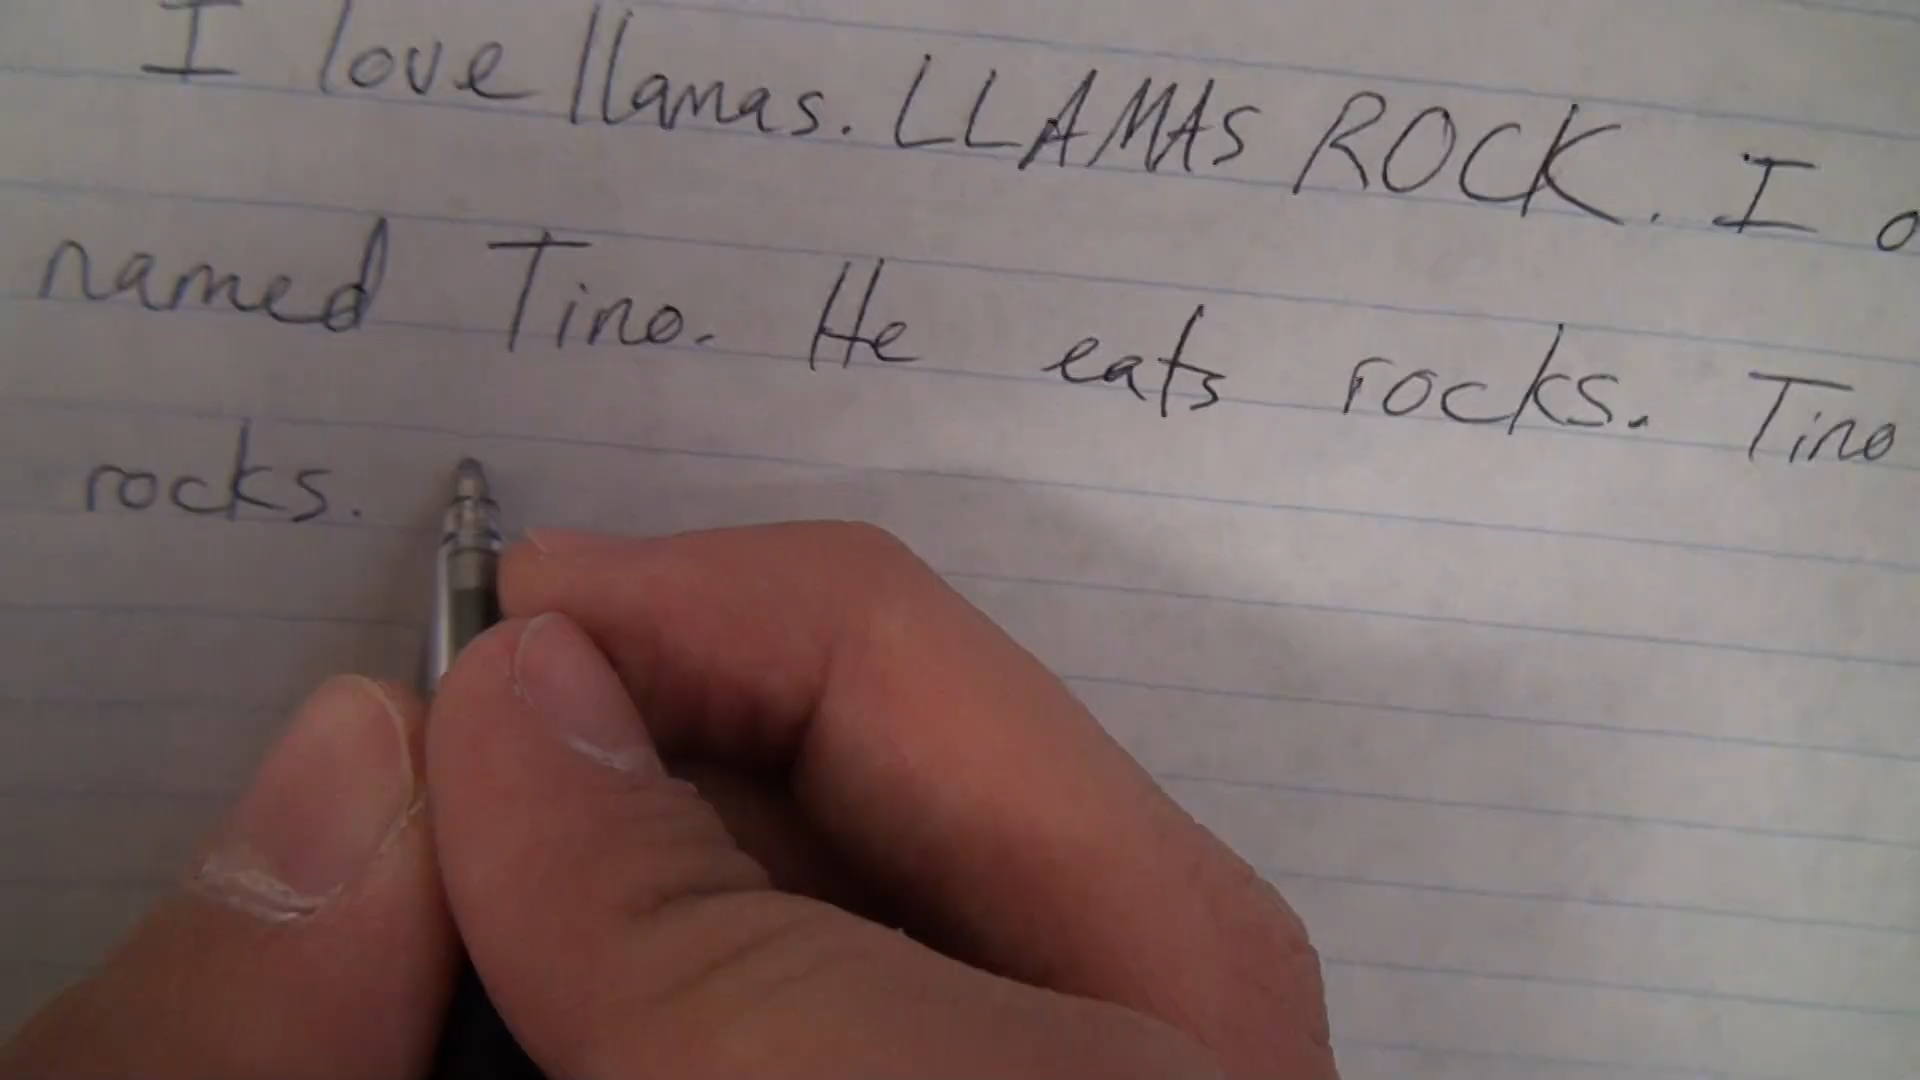 I love llamas. LLAMAS ROCK. I
named Tino. He eats rocks. Tino
rocks.